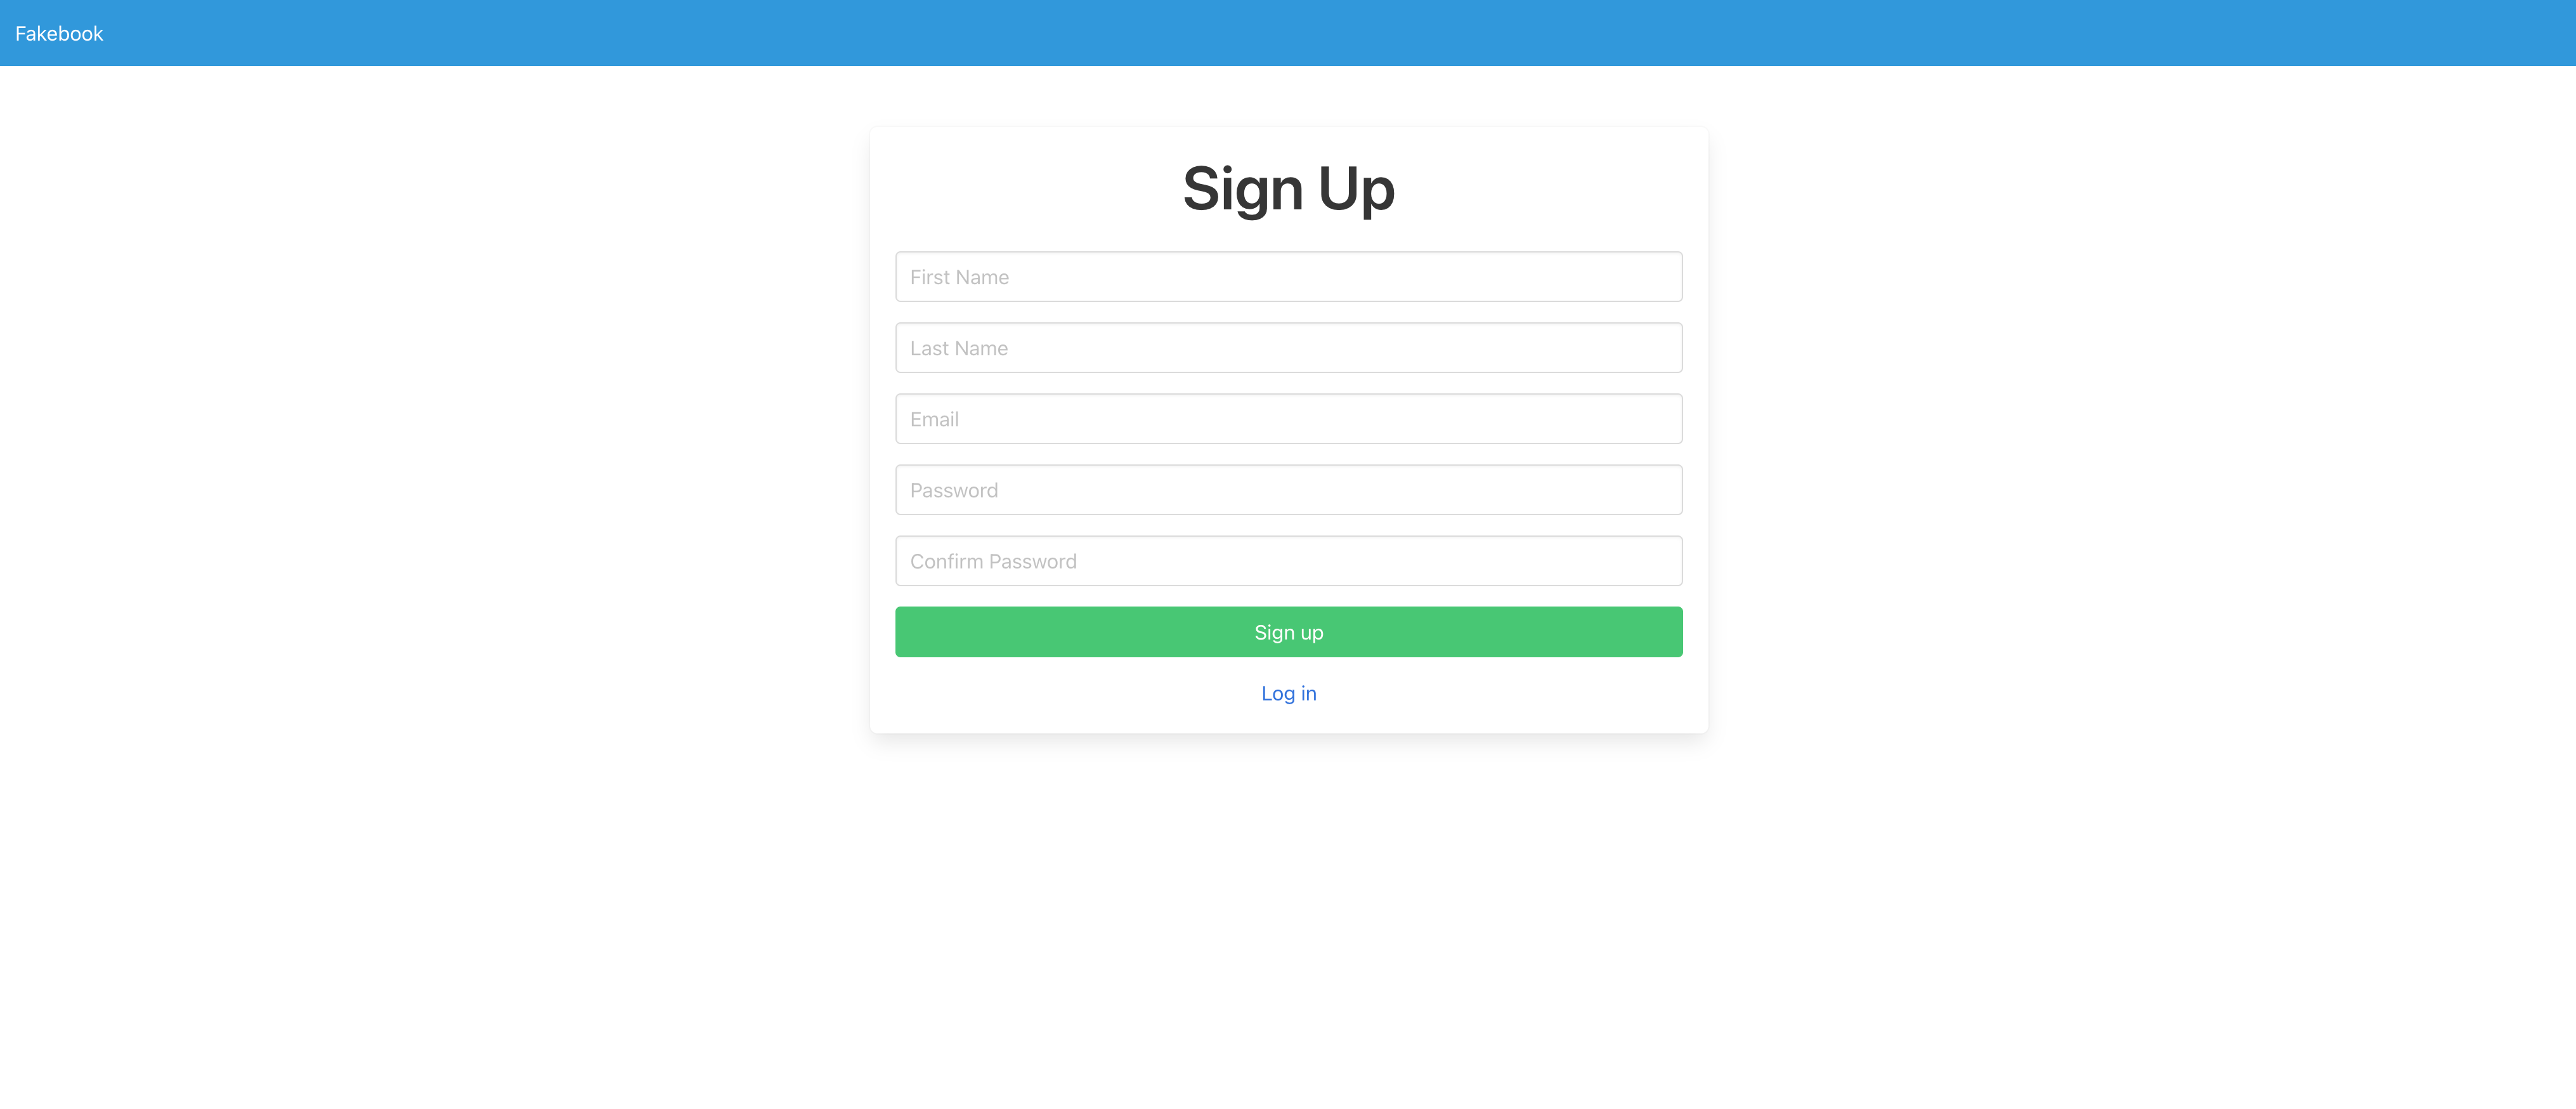 Fakebook
Sign Up
First Name
Last Name
Email
Password
Confirm Password
Sign up
Log in